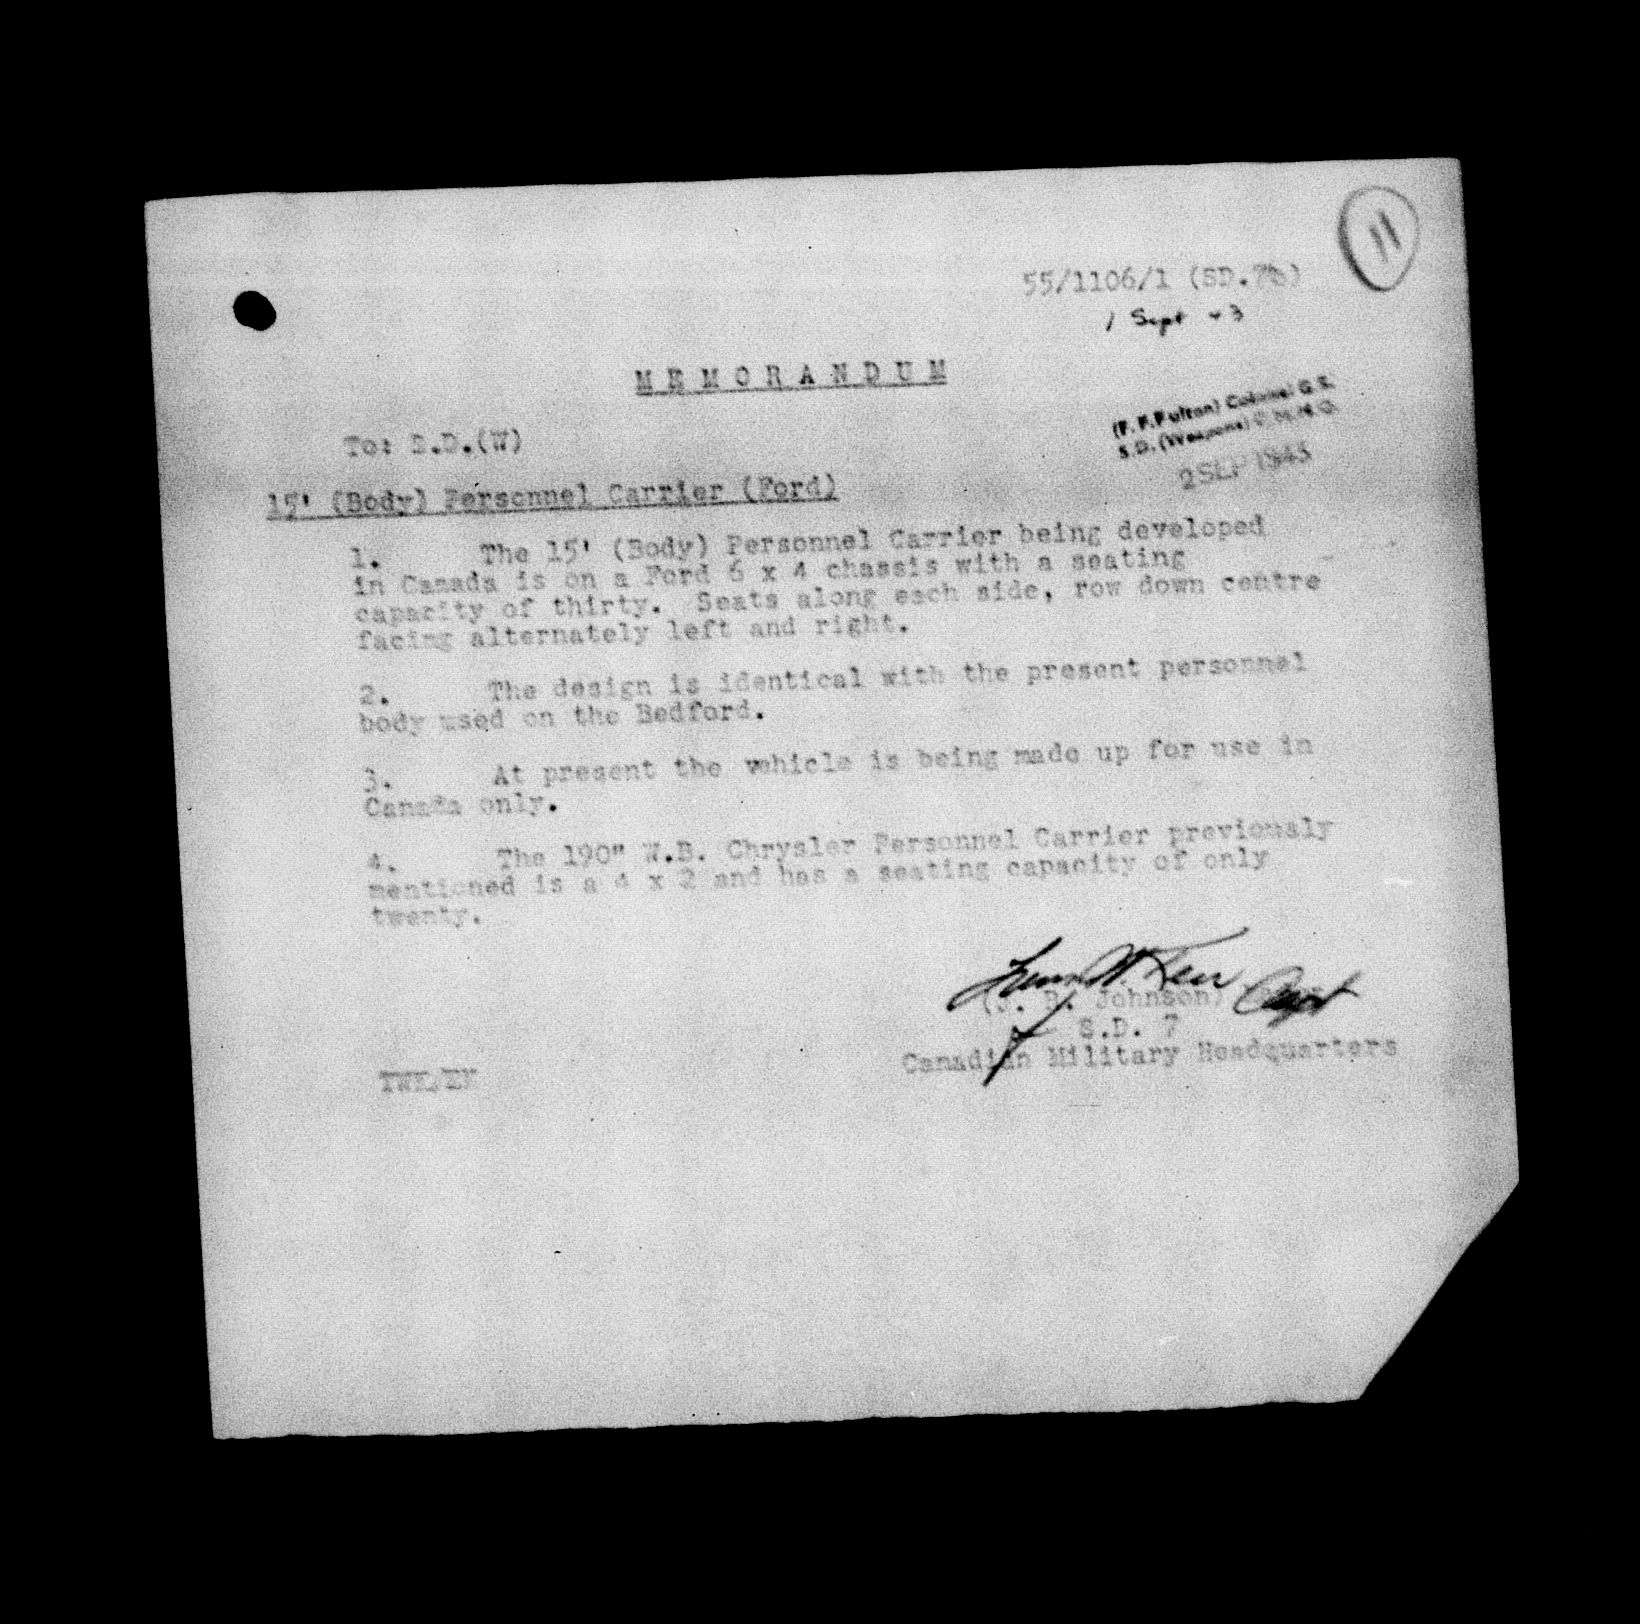 11
55/1106/1 (SD.7b)
1 Sept 43
MEMORANDUM
(F.F.Fulton) Colonel G.S.
S.D.(Weapons) C.M.H.Q.
To: S.D.(W)
2 SEP 1943
15' (Body) Personnel Carrier (Ford)
1. The 15' (Body) Personnel Carrier being developed
in Canada is on a Ford 6 x 4 chassis with a seating
capacity of thirty. Seats along each side, row down centre
facing alternately left and right.
2. The design is identical with the present personnel
body used on the Bedford.
3. At present the vehicle is being made up for use in
Canada only.
4. The 190" W.B. Chrysler Personnel Carrier previously
mentioned is a 4 x 2 and has a seating capacity of only
twenty.
Capt
(J. B. Johnson)
S.D. 7
Canadian Military Headquarters